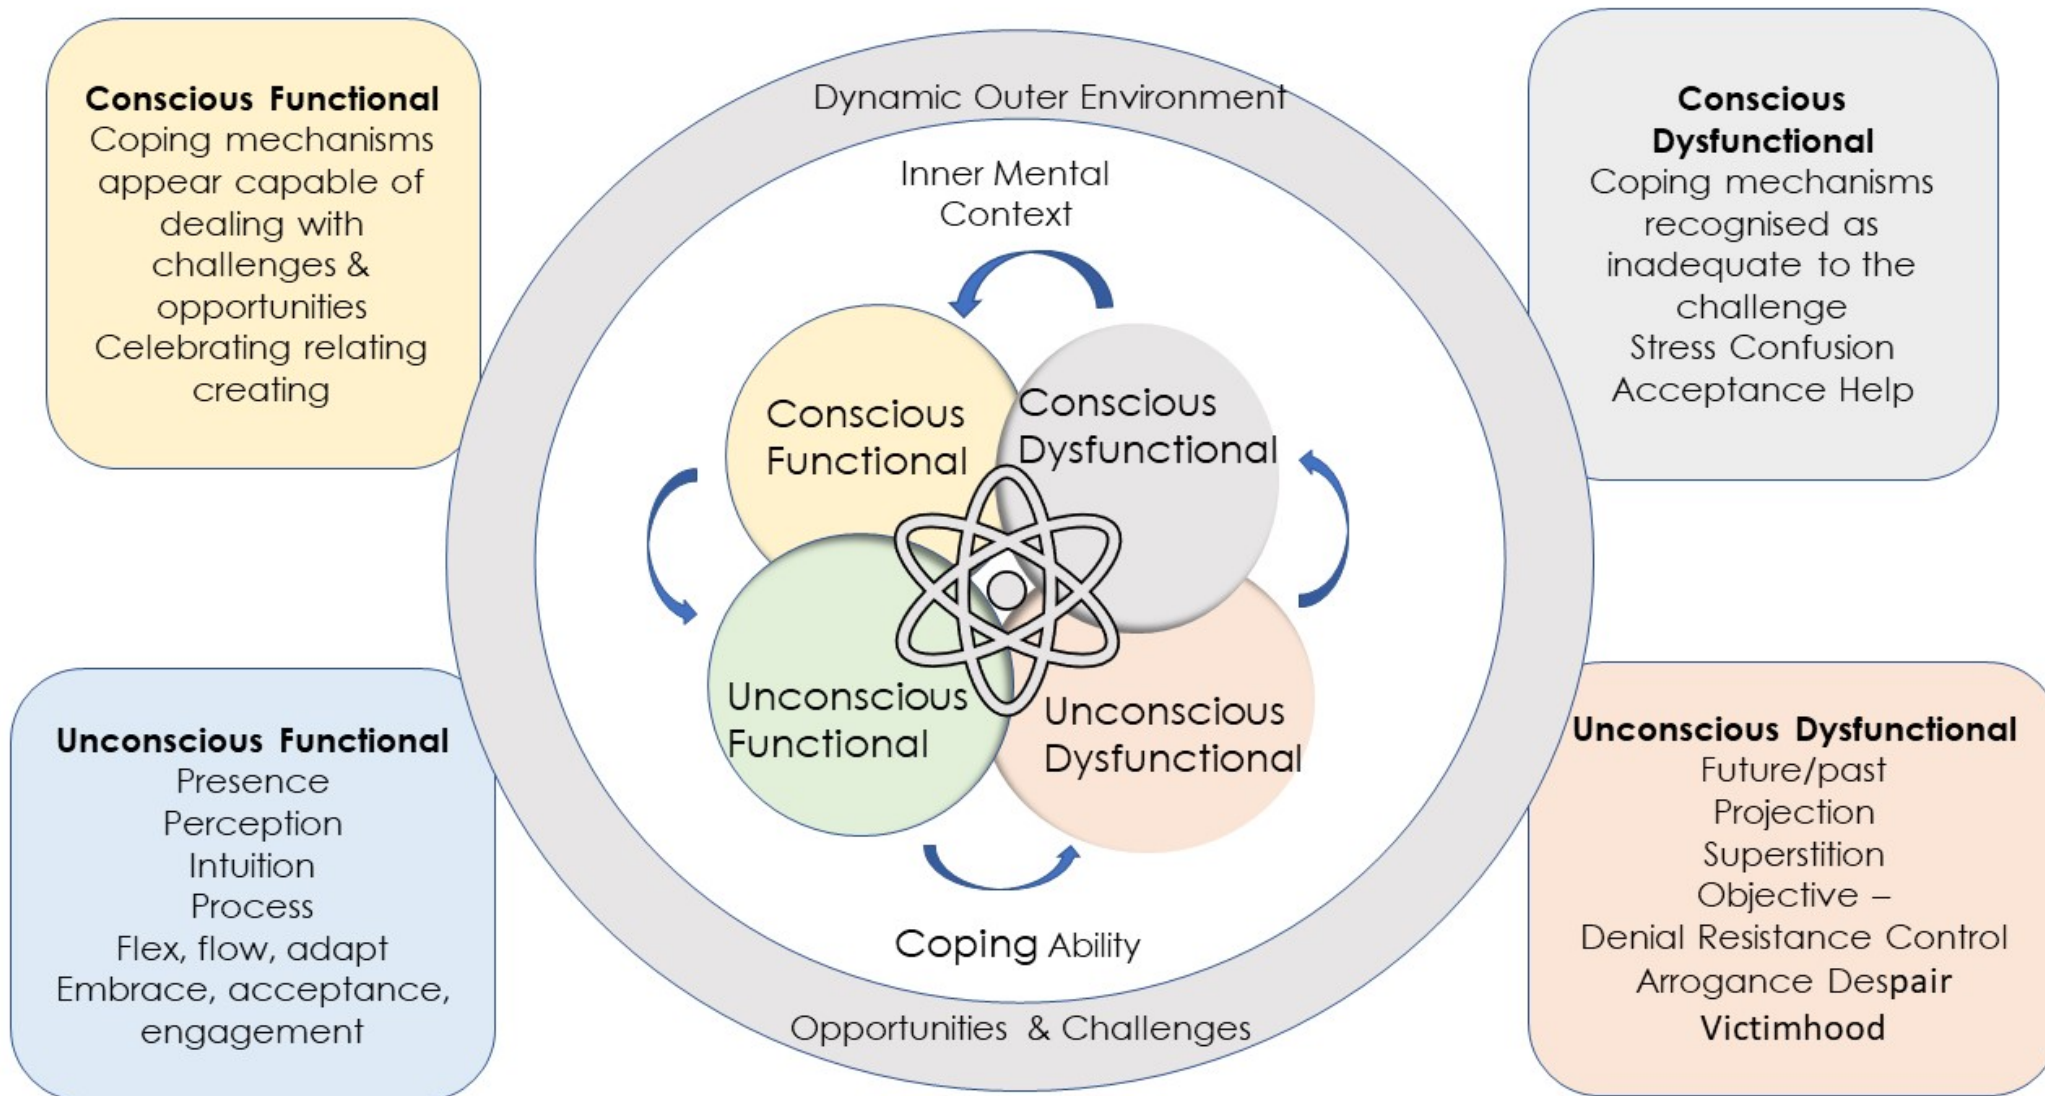 Conscious Functional
Coping mechanisms
appear capable of
dealing with
challenges &
opportunities
Celebrating relating
creating
Dynamic Outer Environment
Inner Mental
Context
Conscious
Functional
Conscious
Dysfunctional
Unconscious
Functional
Unconscious
Dysfunctional
Coping Ability
Opportunities & Challenges
Conscious
Dysfunctional
Coping mechanisms
recognised as
inadequate to the
challenge
Stress Confusion
Acceptance Help
Unconscious Functional
Presence
Perception
Intuition
Process
Flex, flow, adapt
Embrace, acceptance,
engagement
Unconscious Dysfunctional
Future/past
Projection
Superstition
Objective –
Denial Resistance Control
Arrogance Despair
Victimhood